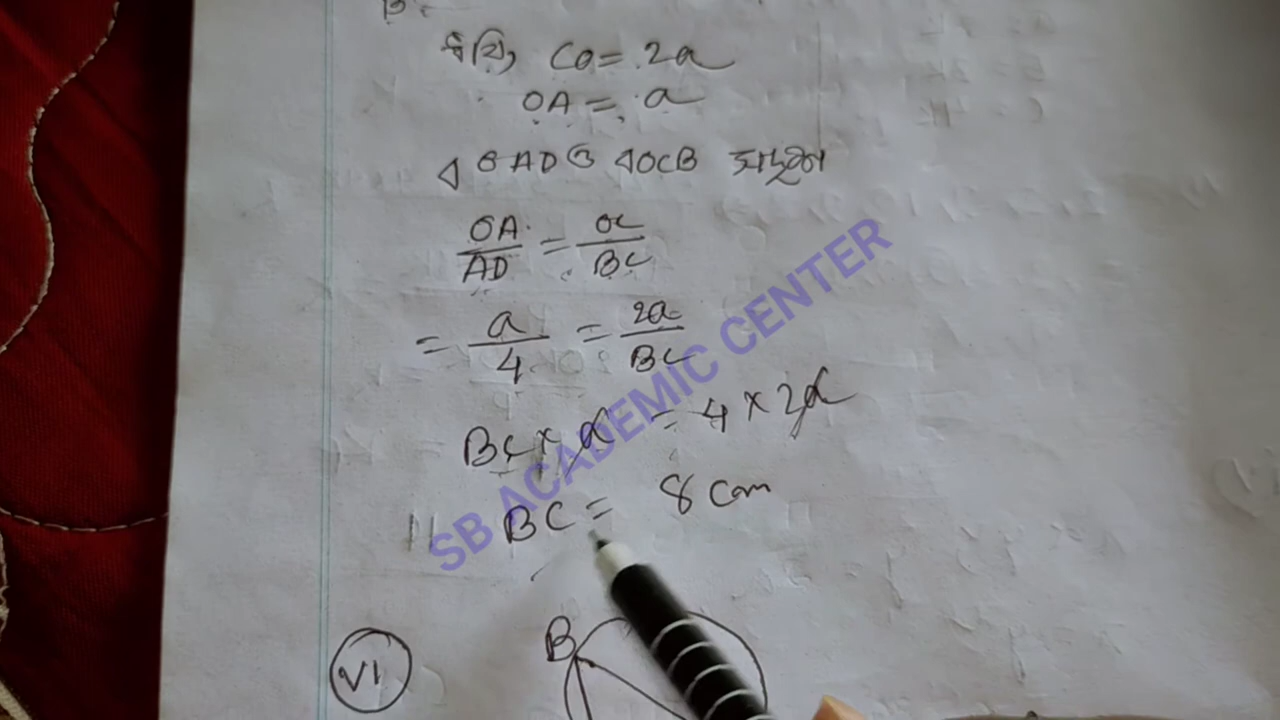 B.
ধরি, CO = 2a
OA = a
△OAD ও △OCB সদৃশ
OA/AD = OC/BC
= a/4 = 2a/BC
BC × a = 4 × 2a
BC = 8 cm
SB ACADEMIC CENTER
VI
B